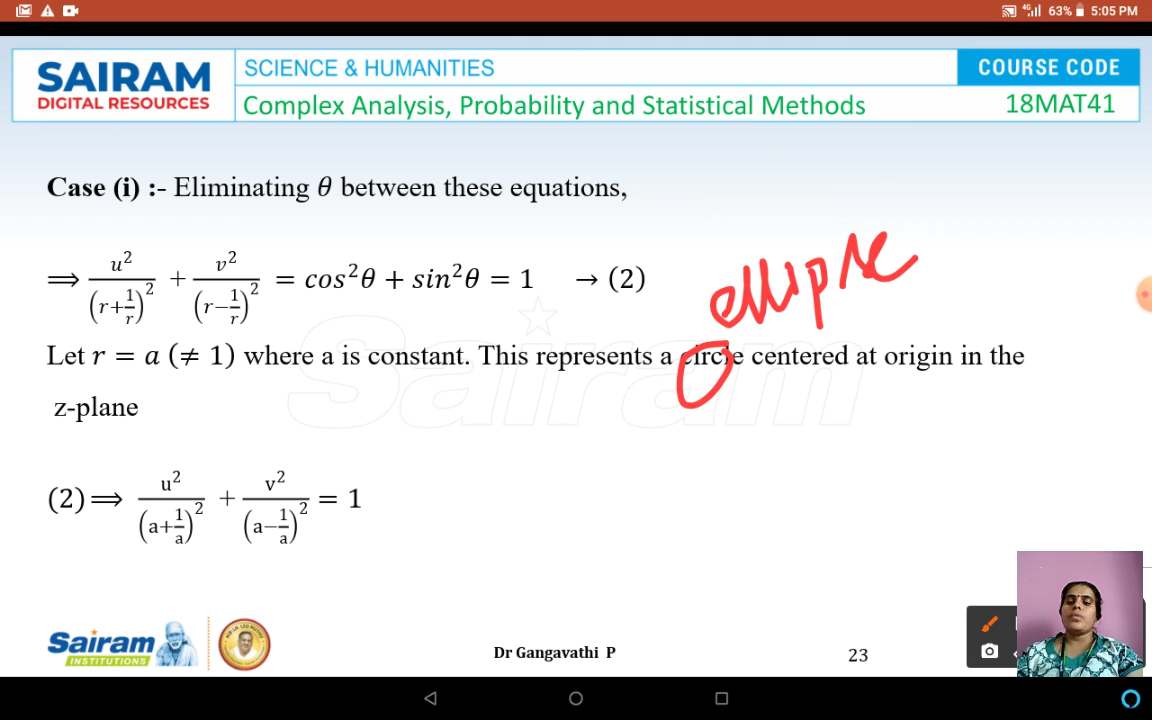 4G 63% 5:05 PM
SAIRAM
DIGITAL RESOURCES
SCIENCE & HUMANITIES
COURSE CODE
Complex Analysis, Probability and Statistical Methods
18MAT41
Case (i) :- Eliminating θ between these equations,
⟹ u²/(r+1/r)² + v²/(r−1/r)² = cos²θ + sin²θ = 1 → (2)
ellipse
Let r = a (≠ 1) where a is constant. This represents a circle centered at origin in the
z-plane
(2)⟹ u²/(a+1/a)² + v²/(a−1/a)² = 1
Sairam
Sairam
INSTITUTIONS
Dr Gangavathi P
23